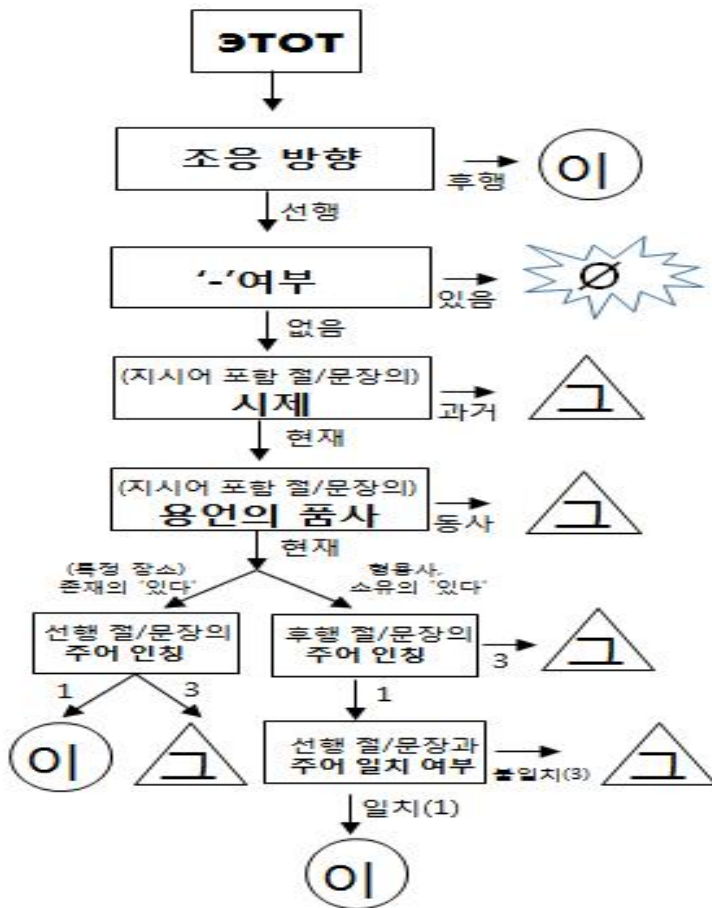 этот
조응 방향
후행
이
선행
‘-’여부
있음
Ø
없음
(지시어 포함 절/문장의)
시제
과거
그
현재
(지시어 포함 절/문장의)
용언의 품사
동사
그
현재
(특정 장소)
존재의 "있다"
형용사.
소유의 "있다"
선행 절/문장의
주어 인칭
후행 절/문장의
주어 인칭
3
그
1
3
1
이
그
선행 절/문장과
주어 일치 여부
불일치(3)
그
일치(1)
이